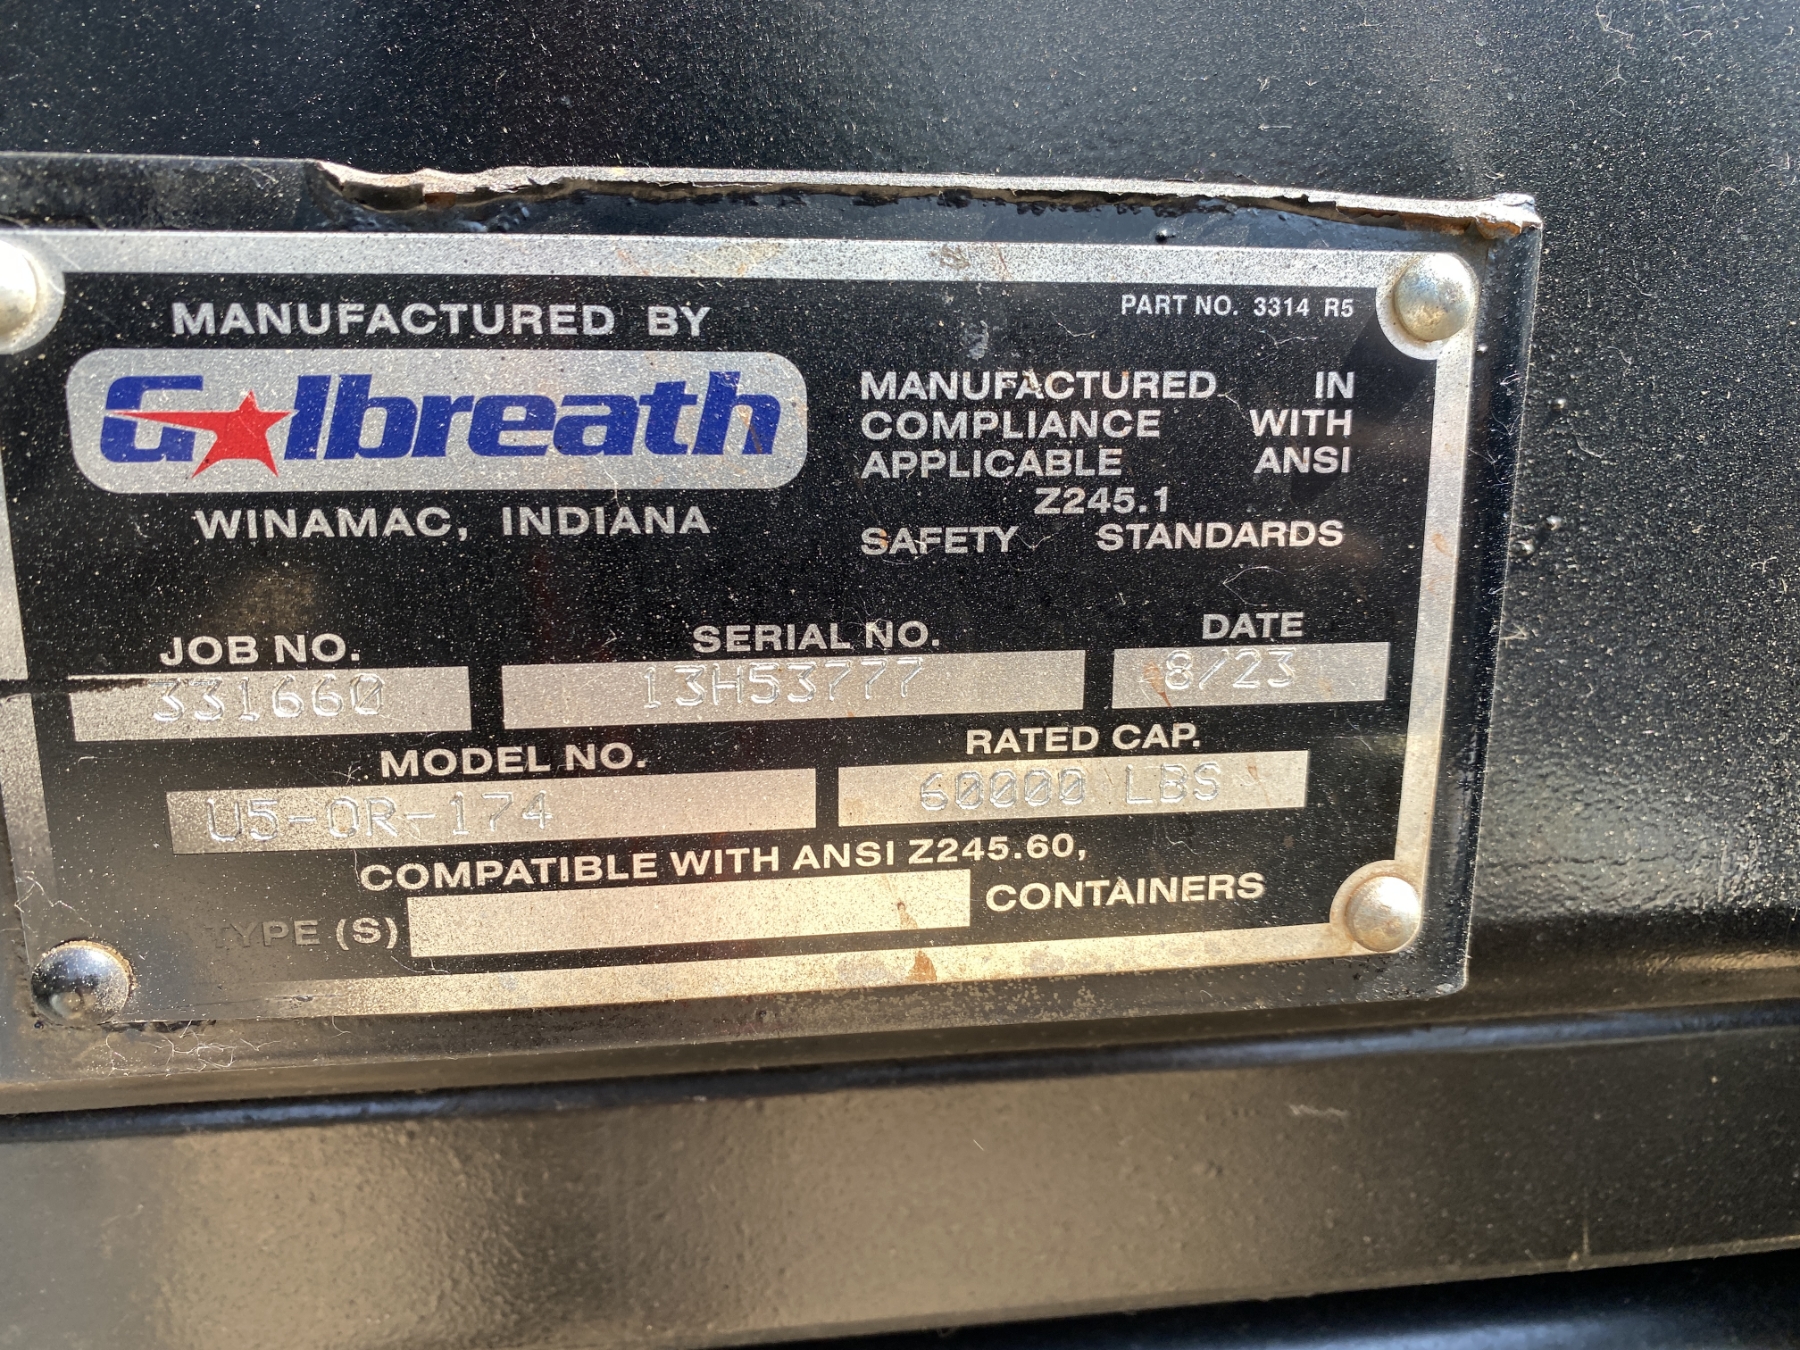 MANUFACTURED BY
PART NO. 3314 R5
Galbreath
WINAMAC, INDIANA
MANUFACTURED IN
COMPLIANCE WITH
APPLICABLE ANSI
Z245.1
SAFETY STANDARDS
JOB NO. SERIAL NO. DATE
331660 13H53777 8/23
MODEL NO. RATED CAP.
U5-OR-174 60000 LBS
COMPATIBLE WITH ANSI Z245.60,
TYPE (S) CONTAINERS